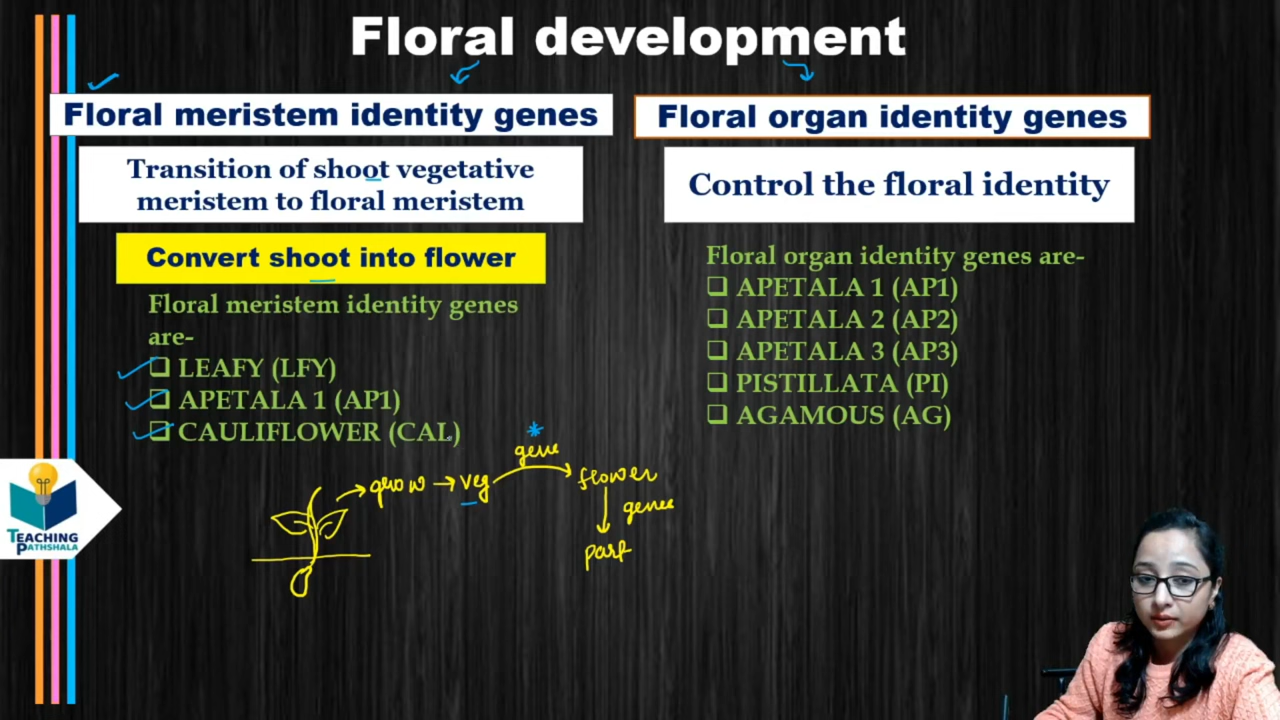 Floral development
Floral meristem identity genes
Transition of shoot vegetative
meristem to floral meristem
Convert shoot into flower
Floral meristem identity genes
are-
LEAFY (LFY)
APETALA 1 (AP1)
CAULIFLOWER (CAL)
Floral organ identity genes
Control the floral identity
Floral organ identity genes are-
APETALA 1 (AP1)
APETALA 2 (AP2)
APETALA 3 (AP3)
PISTILLATA (PI)
AGAMOUS (AG)
grow → veg
gene
flower
genes
part
TEACHING
PATHSHALA